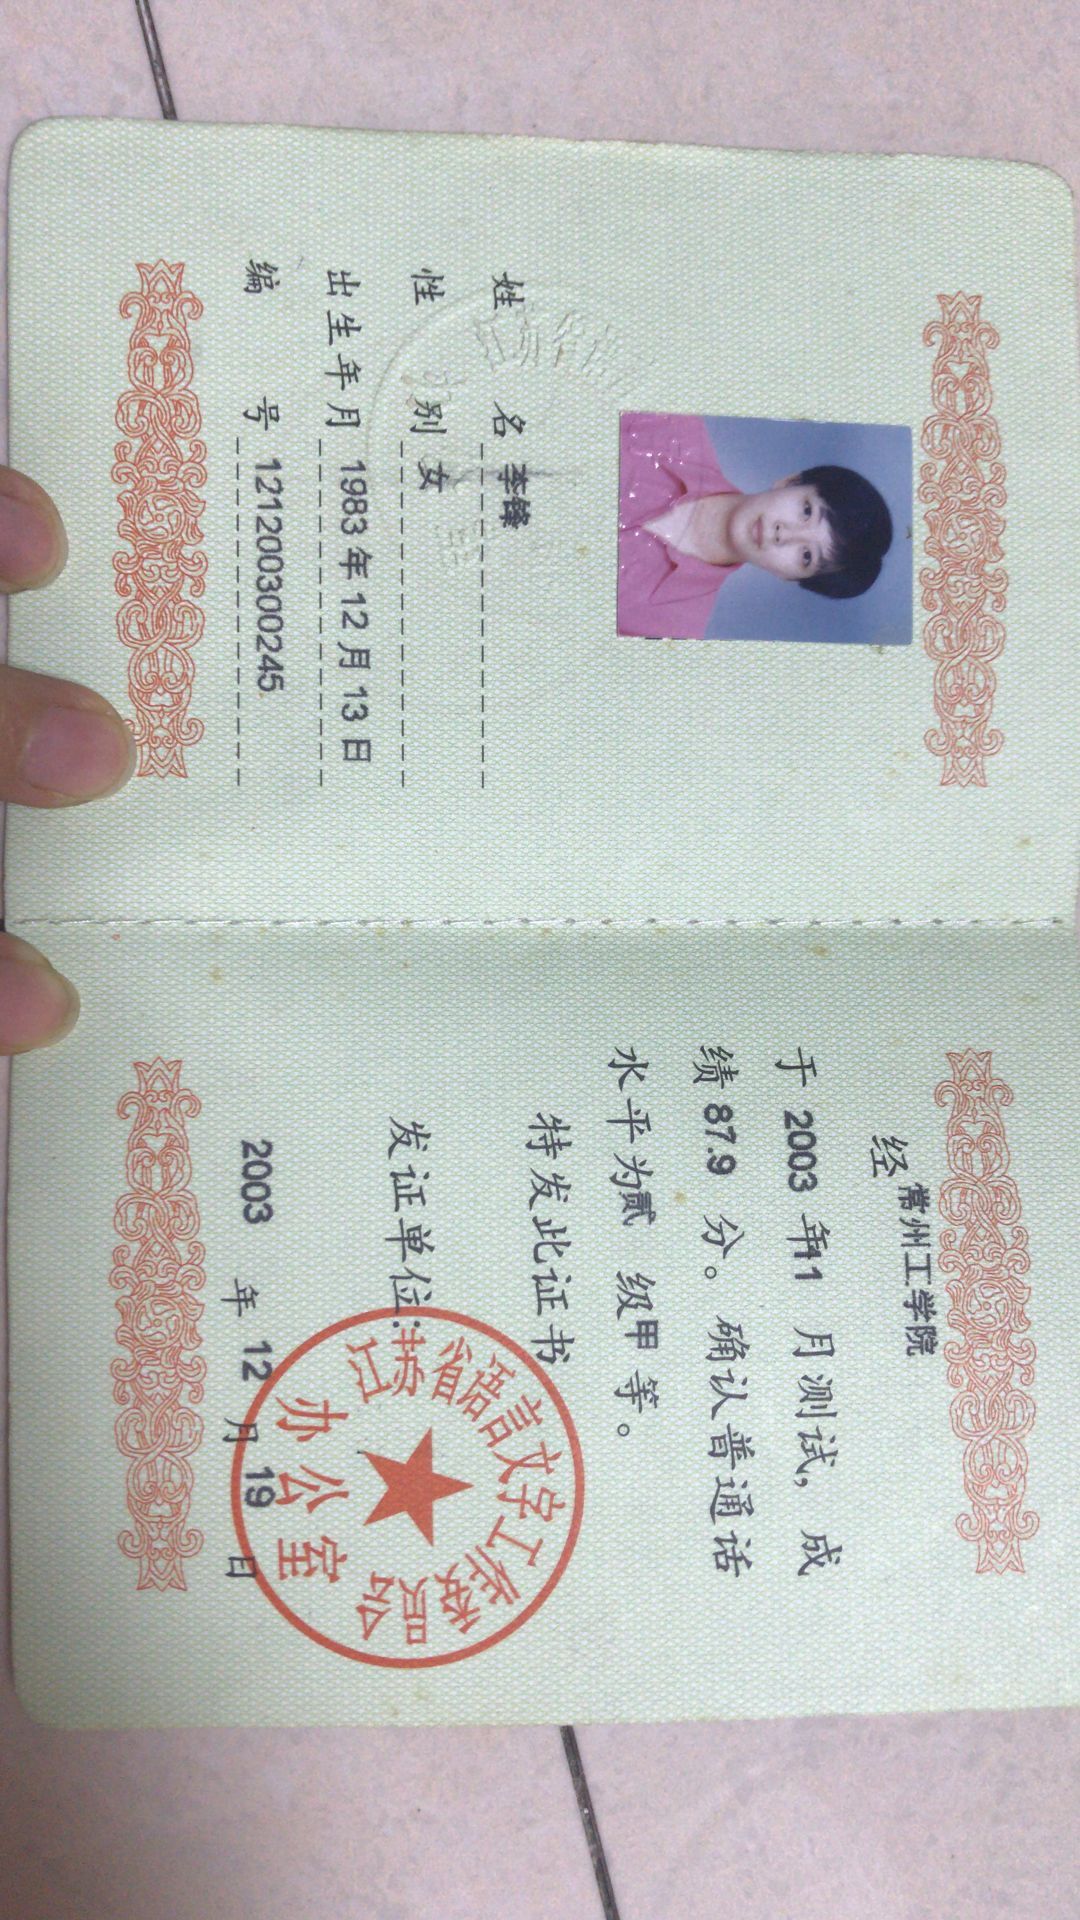 姓名 李锋
性别 女
出生年月 1983年12月13日
编号 121200300245
经 常州工学院
于 2003 年11 月测试，成
绩 87.9 分。确认普通话
水平为贰 级甲等。
特发此证书
发证单位：
江苏省语言文字工作委员会
办公室
2003 年 12 月 19 日